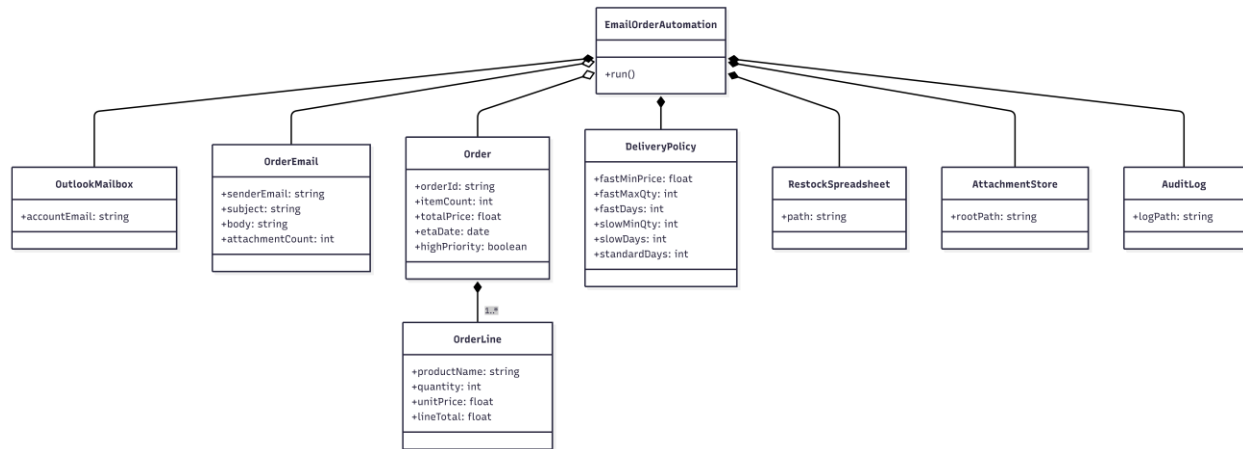 EmailOrderAutomation
+run()
OutlookMailbox
+accountEmail: string
OrderEmail
+senderEmail: string
+subject: string
+body: string
+attachmentCount: int
Order
+orderId: string
+itemCount: int
+totalPrice: float
+etaDate: date
+highPriority: boolean
DeliveryPolicy
+fastMinPrice: float
+fastMaxQty: int
+fastDays: int
+slowMinQty: int
+slowDays: int
+standardDays: int
RestockSpreadsheet
+path: string
AttachmentStore
+rootPath: string
AuditLog
+logPath: string
1..*
OrderLine
+productName: string
+quantity: int
+unitPrice: float
+lineTotal: float